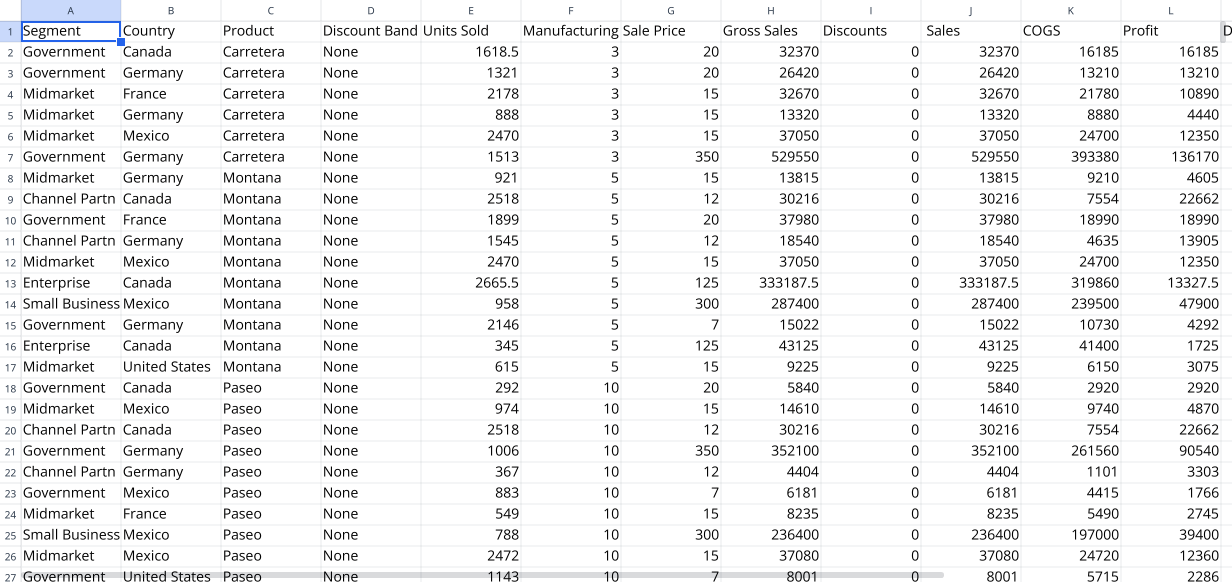 A B C D E F G H I J K L
1 Segment Country Product Discount Band Units Sold Manufacturing Sale Price Gross Sales Discounts Sales COGS Profit D
2 Government Canada Carretera None 1618.5 3 20 32370 0 32370 16185 16185
3 Government Germany Carretera None 1321 3 20 26420 0 26420 13210 13210
4 Midmarket France Carretera None 2178 3 15 32670 0 32670 21780 10890
5 Midmarket Germany Carretera None 888 3 15 13320 0 13320 8880 4440
6 Midmarket Mexico Carretera None 2470 3 15 37050 0 37050 24700 12350
7 Government Germany Carretera None 1513 3 350 529550 0 529550 393380 136170
8 Midmarket Germany Montana None 921 5 15 13815 0 13815 9210 4605
9 Channel Partn Canada Montana None 2518 5 12 30216 0 30216 7554 22662
10 Government France Montana None 1899 5 20 37980 0 37980 18990 18990
11 Channel Partn Germany Montana None 1545 5 12 18540 0 18540 4635 13905
12 Midmarket Mexico Montana None 2470 5 15 37050 0 37050 24700 12350
13 Enterprise Canada Montana None 2665.5 5 125 333187.5 0 333187.5 319860 13327.5
14 Small Business Mexico Montana None 958 5 300 287400 0 287400 239500 47900
15 Government Germany Montana None 2146 5 7 15022 0 15022 10730 4292
16 Enterprise Canada Montana None 345 5 125 43125 0 43125 41400 1725
17 Midmarket United States Montana None 615 5 15 9225 0 9225 6150 3075
18 Government Canada Paseo None 292 10 20 5840 0 5840 2920 2920
19 Midmarket Mexico Paseo None 974 10 15 14610 0 14610 9740 4870
20 Channel Partn Canada Paseo None 2518 10 12 30216 0 30216 7554 22662
21 Government Germany Paseo None 1006 10 350 352100 0 352100 261560 90540
22 Channel Partn Germany Paseo None 367 10 12 4404 0 4404 1101 3303
23 Government Mexico Paseo None 883 10 7 6181 0 6181 4415 1766
24 Midmarket France Paseo None 549 10 15 8235 0 8235 5490 2745
25 Small Business Mexico Paseo None 788 10 300 236400 0 236400 197000 39400
26 Midmarket Mexico Paseo None 2472 10 15 37080 0 37080 24720 12360
27 Government United States Paseo None 1143 10 7 8001 0 8001 5715 2286